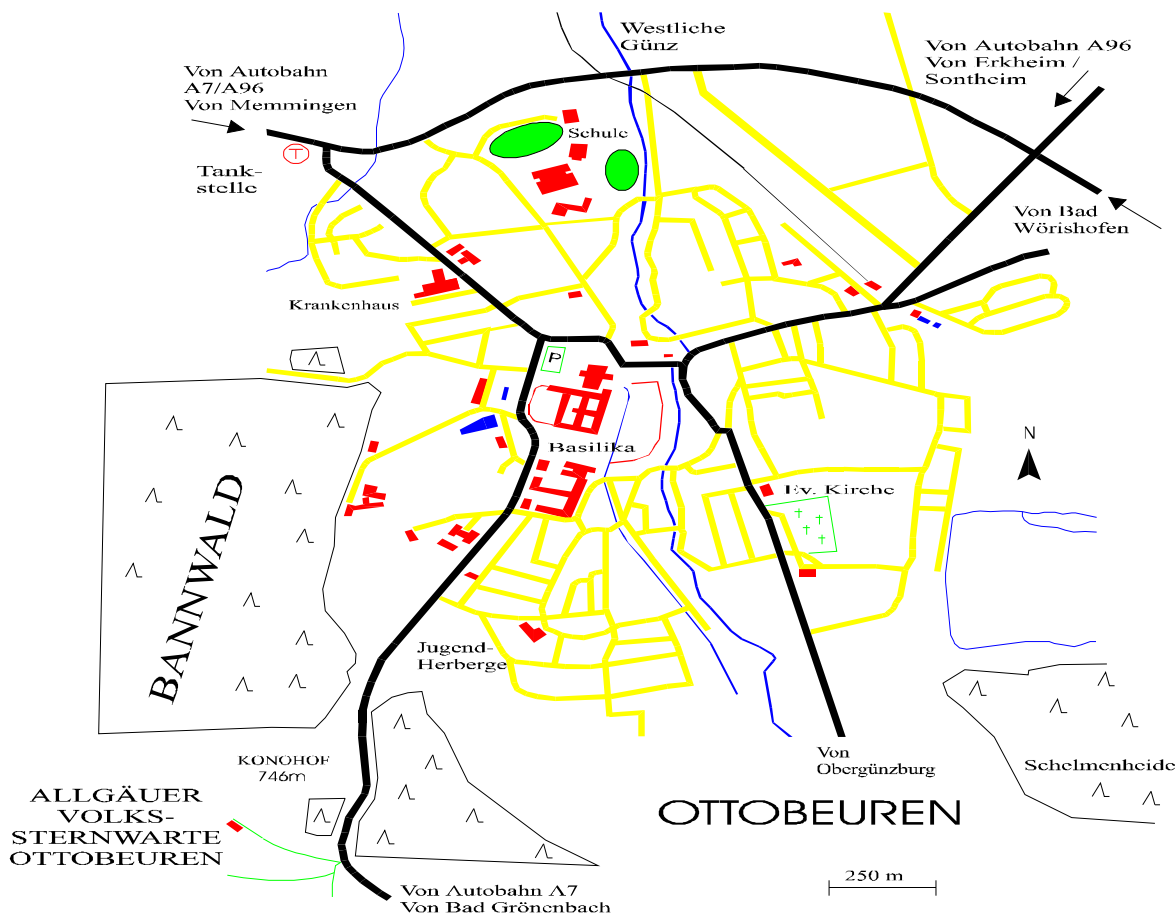 Westliche
Günz
Von Autobahn A96
Von Erkheim /
Sontheim
Von Autobahn
A7/A96
Von Memmingen
Schule
T
Tank-
stelle
Von Bad
Wörishofen
Krankenhaus
P
Basilika
N
Ev. Kirche
BANNWALD
Jugend-
Herberge
KONOHOF
746m
Von
Obergünzburg
Schelmenheide
ALLGÄUER
VOLKS-
STERNWARTE
OTTOBEUREN
OTTOBEUREN
250 m
Von Autobahn A7
Von Bad Grönenbach